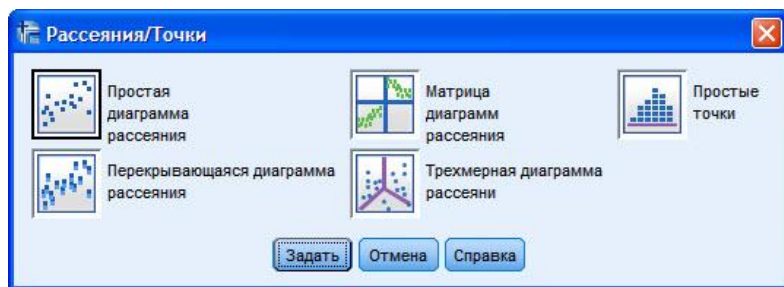 Рассеяния/Точки
Простая
диаграмма
рассеяния
Матрица
диаграмм
рассеяния
Простые
точки
Перекрывающаяся диаграмма
рассеяния
Трехмерная диаграмма
рассеяни
Задать
Отмена
Справка